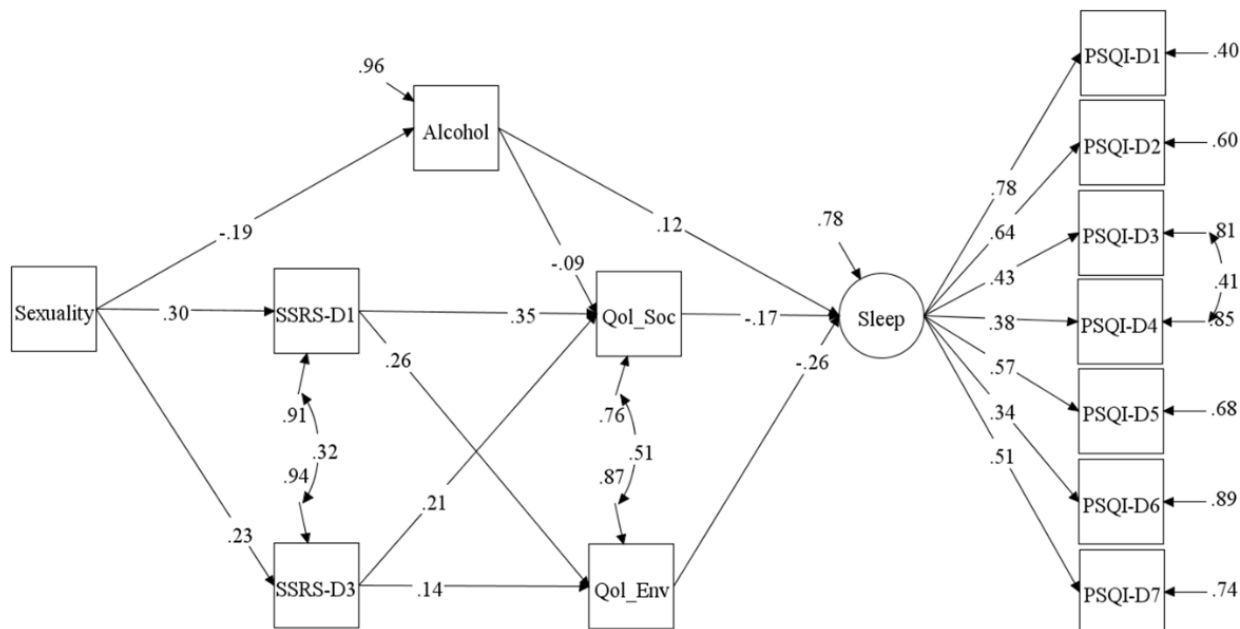 PSQI-D1
.40
.96
Alcohol
PSQI-D2
.60
.78
.64
-.19
.12
.78
PSQI-D3
.81
-.09
.43
.41
Sexuality
.30
SSRS-D1
.35
Qol_Soc
-.17
Sleep
.38
PSQI-D4
.85
.26
-.26
.57
.91
.76
.34
PSQI-D5
.68
.32
.51
.51
.94
.87
.21
PSQI-D6
.89
.23
SSRS-D3
.14
Qol_Env
PSQI-D7
.74